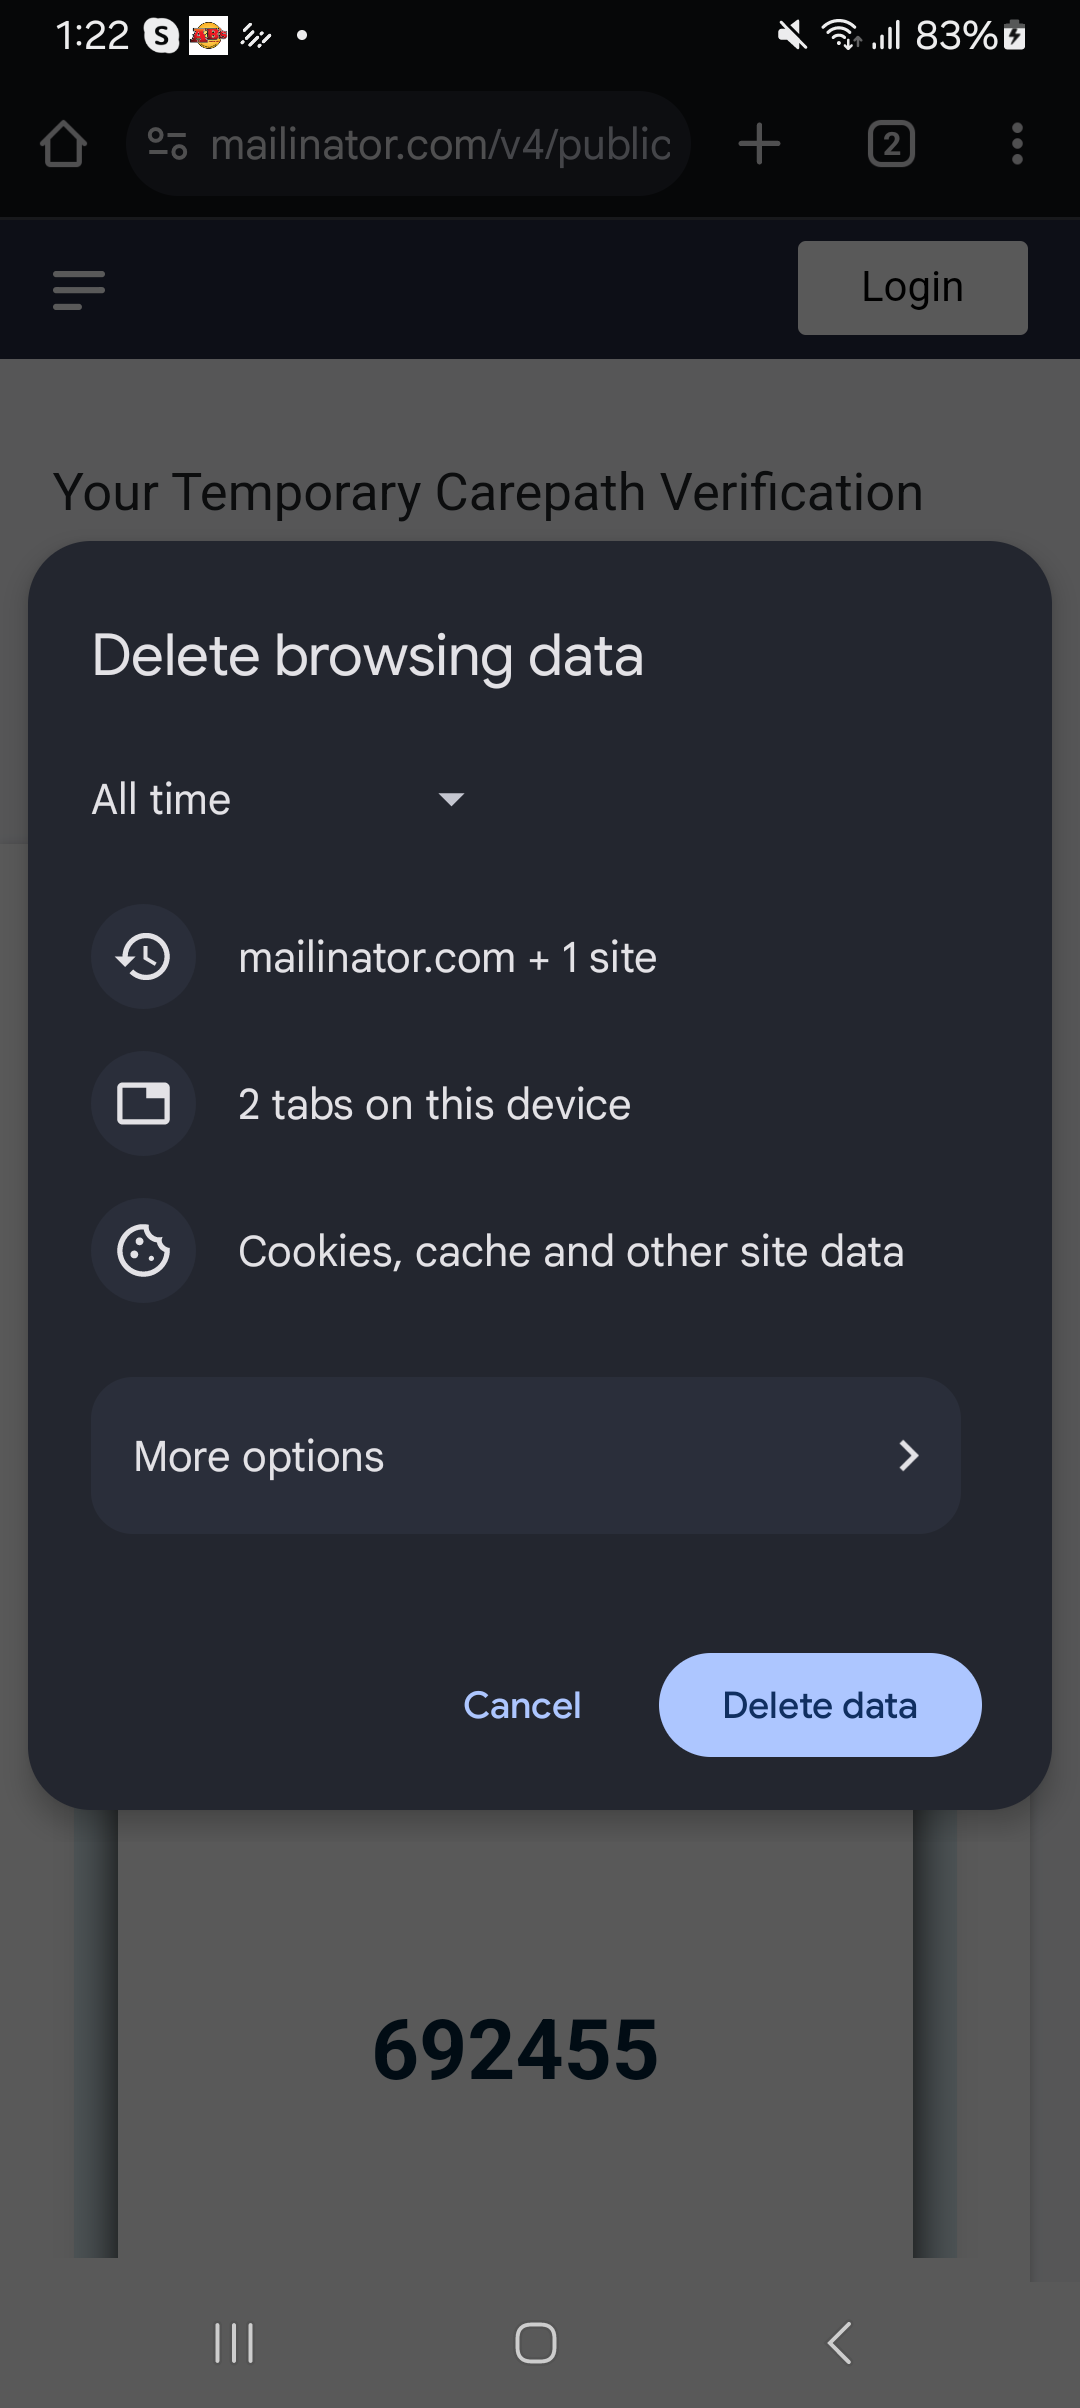 1:22 S ABs 83%
mailinator.com/v4/public 2
Login
Your Temporary Carepath Verification
Delete browsing data
All time
mailinator.com + 1 site
2 tabs on this device
Cookies, cache and other site data
More options
Cancel Delete data
692455